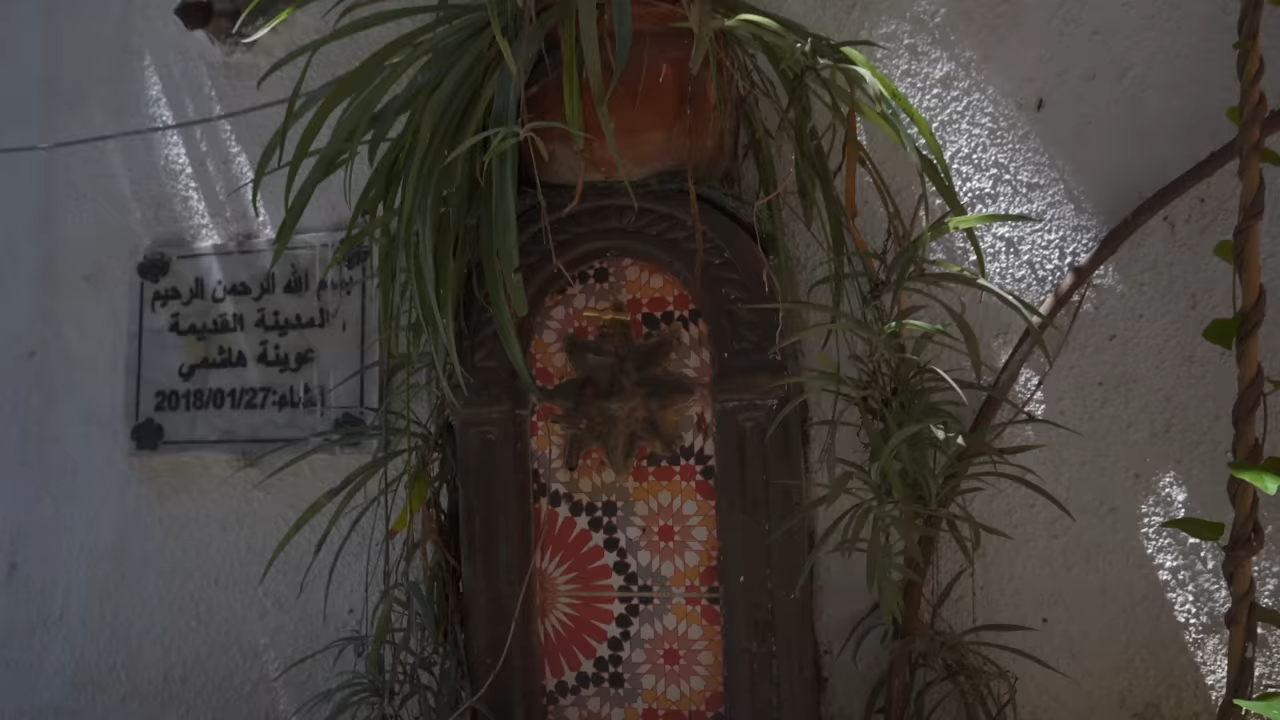 بسم الله الرحمن الرحيم
المدينة القديمة
عوينة هاشمي
2018/01/27